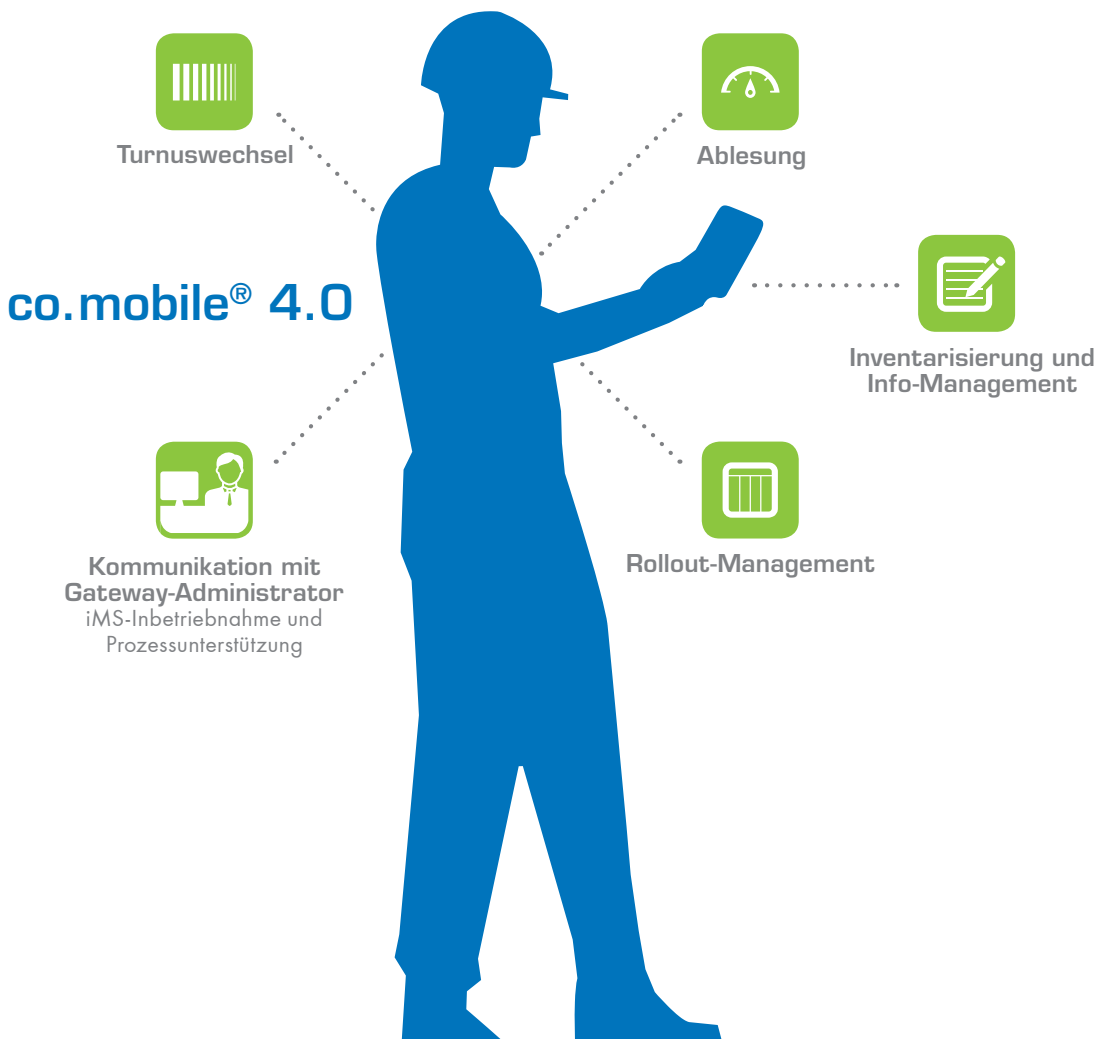 Turnuswechsel
Ablesung
co.mobile® 4.0
Inventarisierung und
Info-Management
Kommunikation mit
Gateway-Administrator
iMS-Inbetriebnahme und
Prozessunterstützung
Rollout-Management